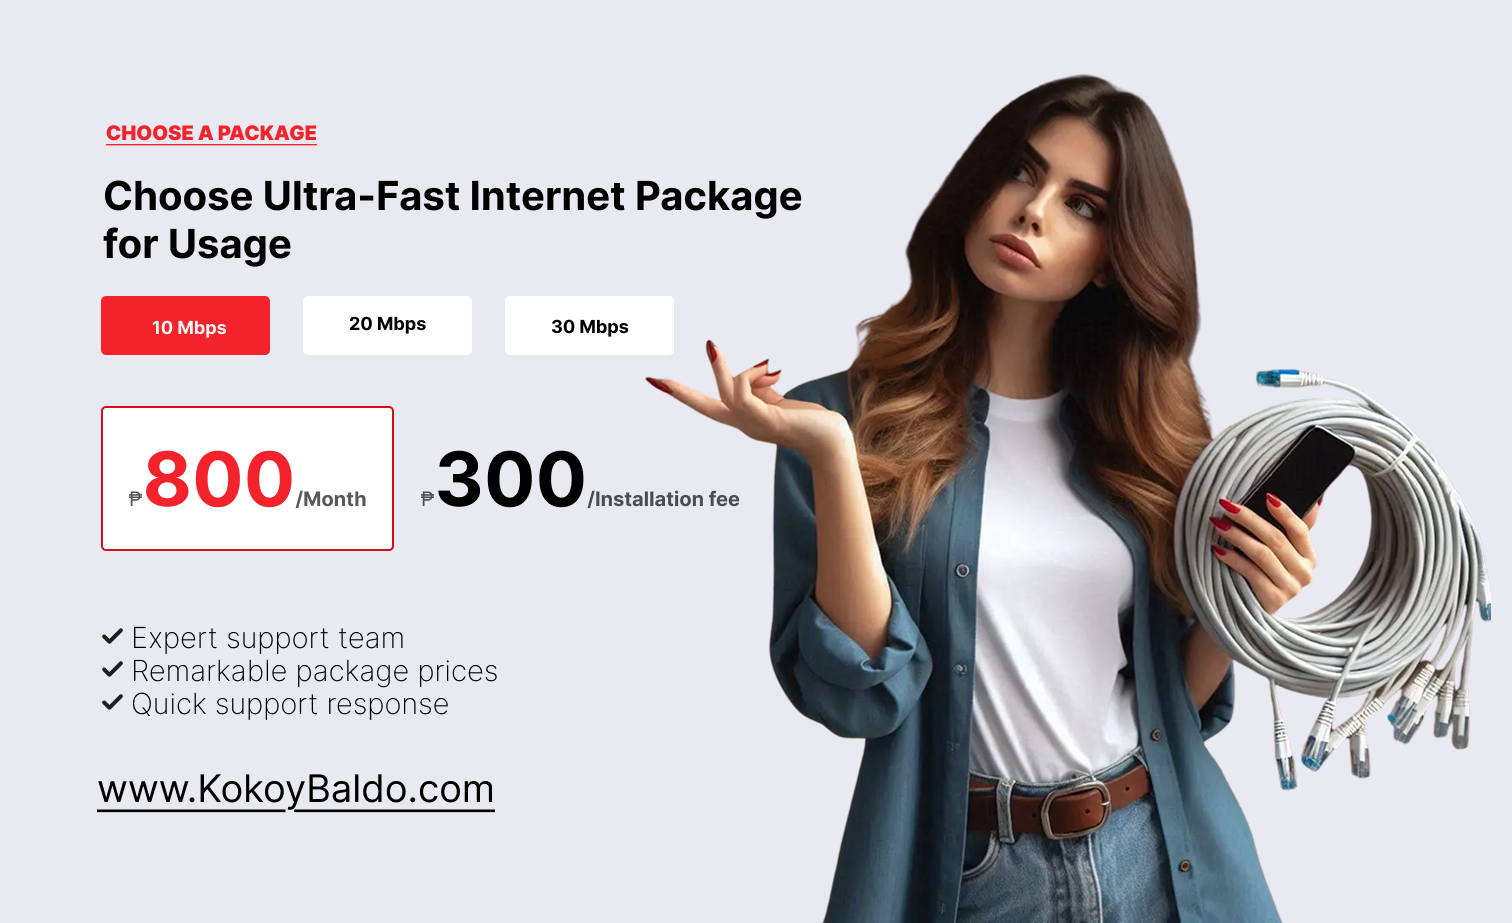 CHOOSE A PACKAGE
Choose Ultra-Fast Internet Package
for Usage
10 Mbps
20 Mbps
30 Mbps
₱800/Month
₱300/Installation fee
Expert support team
Remarkable package prices
Quick support response
www.KokoyBaldo.com